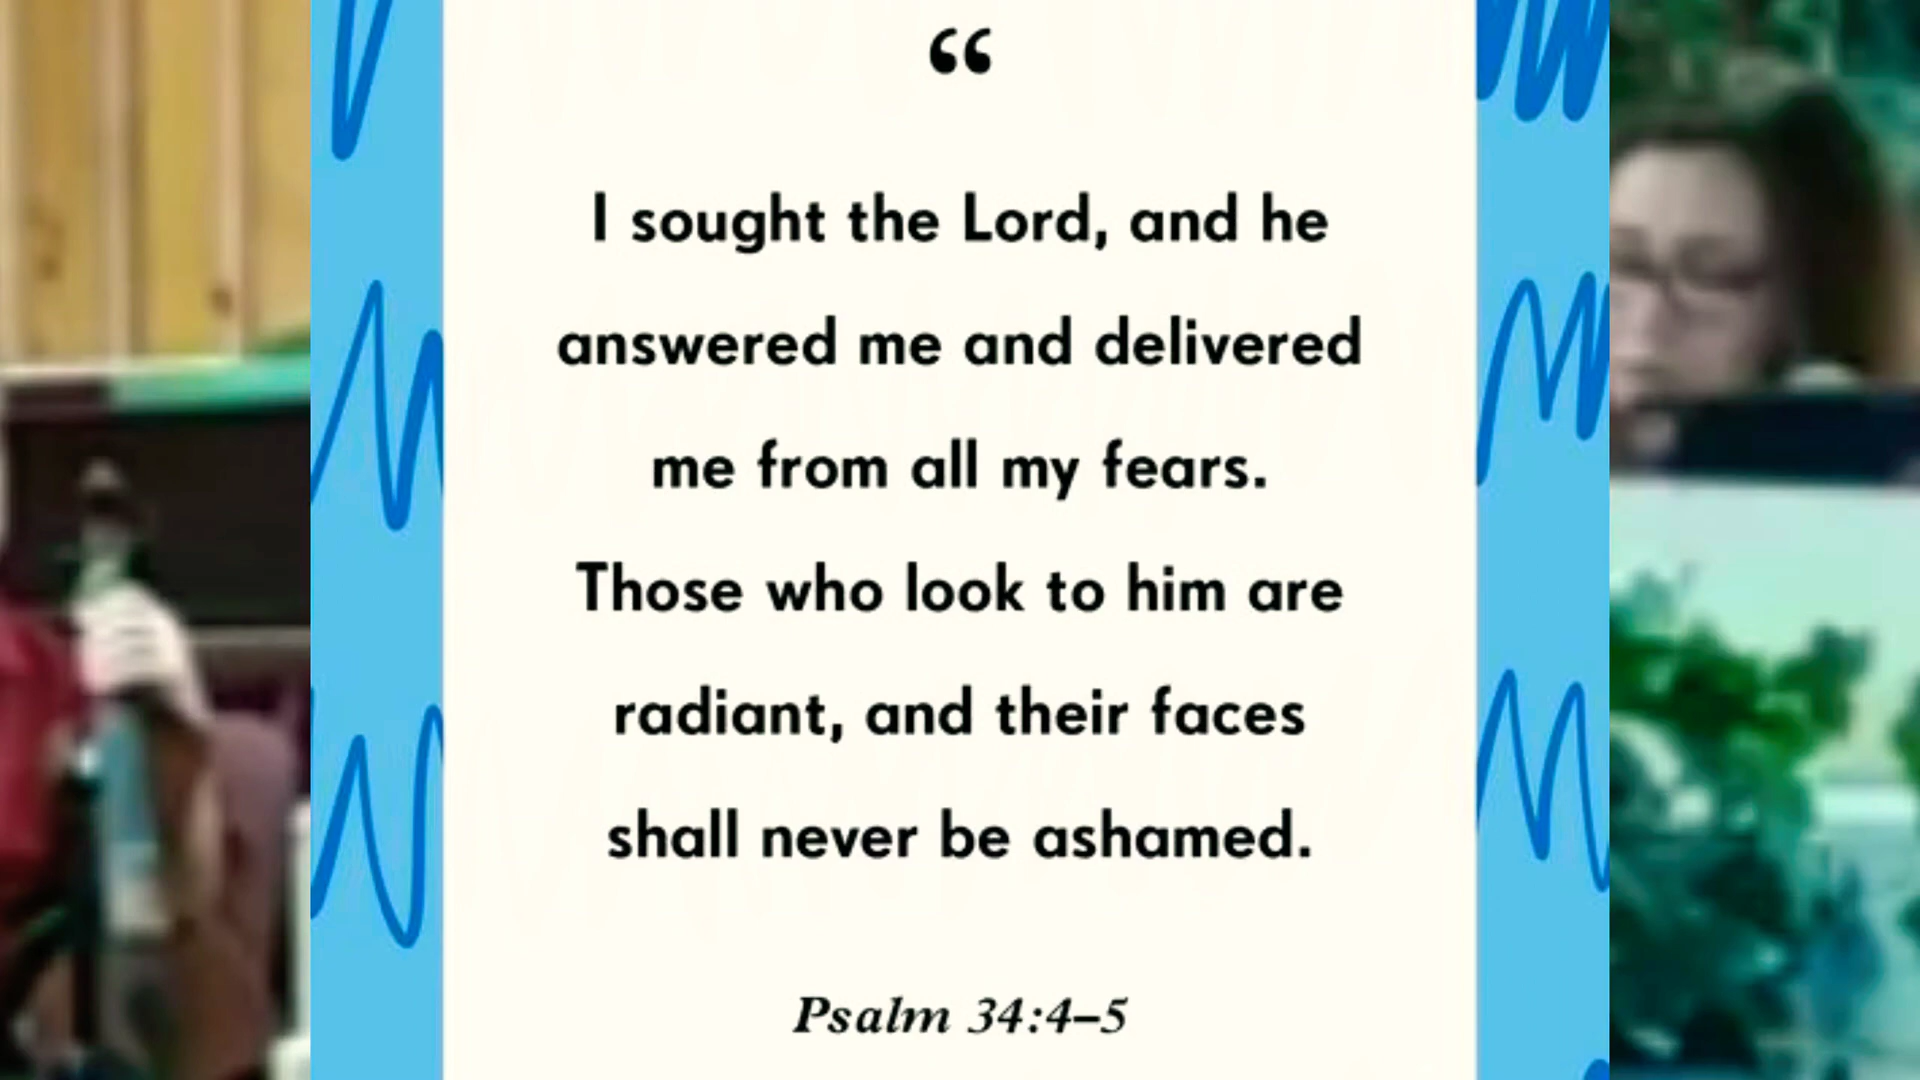 “
I sought the Lord, and he
answered me and delivered
me from all my fears.
Those who look to him are
radiant, and their faces
shall never be ashamed.
Psalm 34:4–5